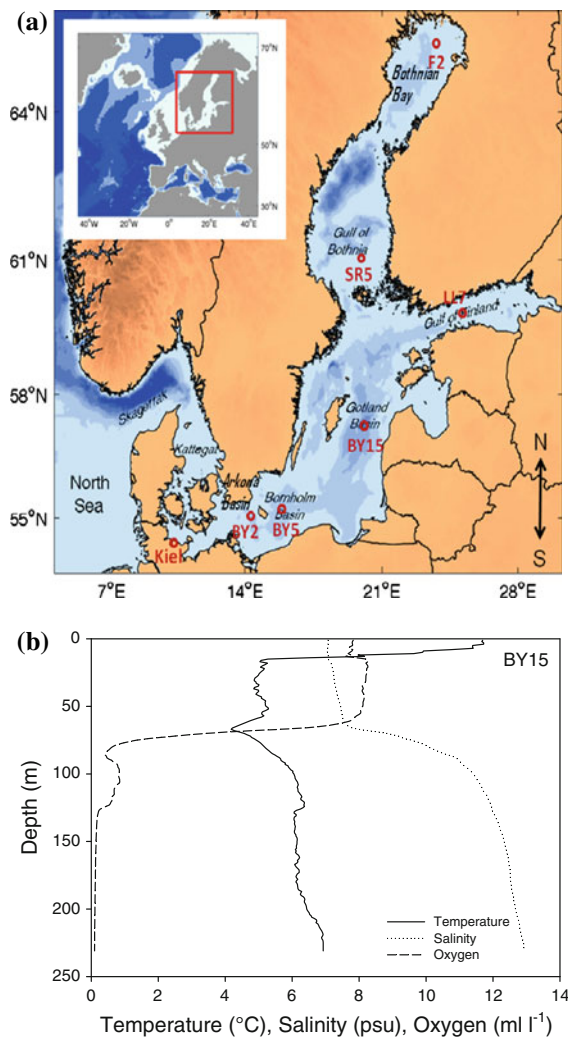 (a)
70°N
50°N
30°N
40°W
20°W
0°E
20°E
40°E
64°N
61°N
58°N
55°N
7°E
14°E
21°E
28°E
F2
Bothnian
Bay
Gulf of
Bothnia
SR5
LL7
Gulf of Finland
Skagerrak
Gotland
Basin
BY15
Kattegat
North
Sea
Arkona
Basin
Bornholm
Basin
BY2
BY5
Kiel
N
S
(b)
BY15
0
50
100
150
200
250
Depth (m)
Temperature
Salinity
Oxygen
0 2 4 6 8 10 12 14
Temperature (°C), Salinity (psu), Oxygen (ml l⁻¹)